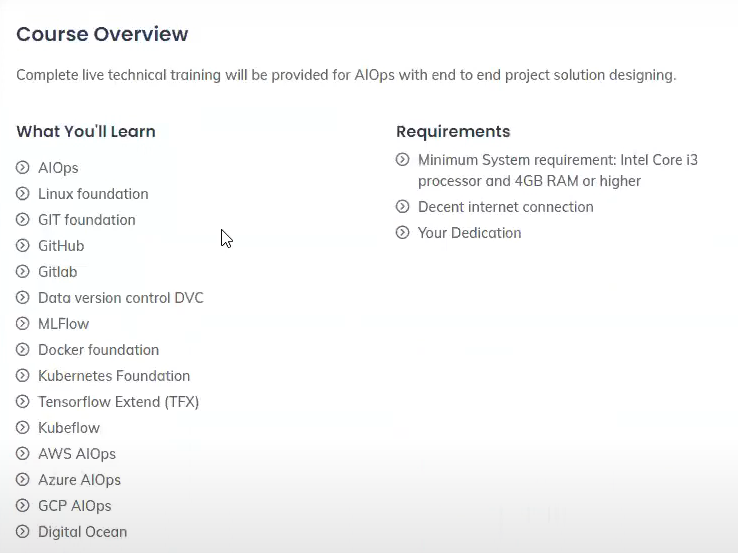 Course Overview
Complete live technical training will be provided for AIOps with end to end project solution designing.
What You'll Learn
AIOps
Linux foundation
GIT foundation
GitHub
Gitlab
Data version control DVC
MLFlow
Docker foundation
Kubernetes Foundation
Tensorflow Extend (TFX)
Kubeflow
AWS AIOps
Azure AIOps
GCP AIOps
Digital Ocean
Requirements
Minimum System requirement: Intel Core i3
processor and 4GB RAM or higher
Decent internet connection
Your Dedication